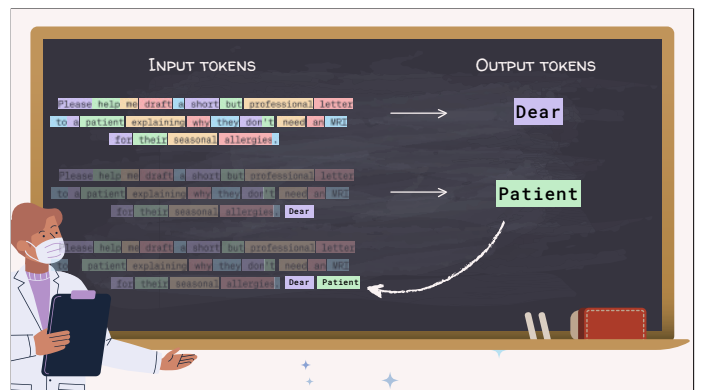 Input tokens
Output tokens
Please help me draft a short but professional letter
to a patient explaining why they don't need an MRI
for their seasonal allergies.
Dear
Please help me draft a short but professional letter
to a patient explaining why they don't need an MRI
for their seasonal allergies. Dear
Patient
Please help me draft a short but professional letter
to patient explaining why they don't need an MRI
for their seasonal allergies. Dear Patient